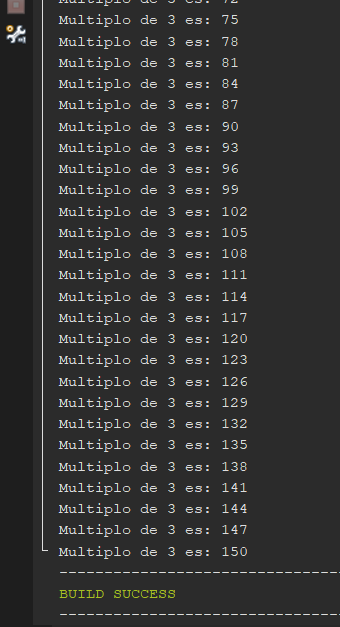 Multiplo de 3 es: 72
Multiplo de 3 es: 75
Multiplo de 3 es: 78
Multiplo de 3 es: 81
Multiplo de 3 es: 84
Multiplo de 3 es: 87
Multiplo de 3 es: 90
Multiplo de 3 es: 93
Multiplo de 3 es: 96
Multiplo de 3 es: 99
Multiplo de 3 es: 102
Multiplo de 3 es: 105
Multiplo de 3 es: 108
Multiplo de 3 es: 111
Multiplo de 3 es: 114
Multiplo de 3 es: 117
Multiplo de 3 es: 120
Multiplo de 3 es: 123
Multiplo de 3 es: 126
Multiplo de 3 es: 129
Multiplo de 3 es: 132
Multiplo de 3 es: 135
Multiplo de 3 es: 138
Multiplo de 3 es: 141
Multiplo de 3 es: 144
Multiplo de 3 es: 147
Multiplo de 3 es: 150
-------------------------------
BUILD SUCCESS
-------------------------------